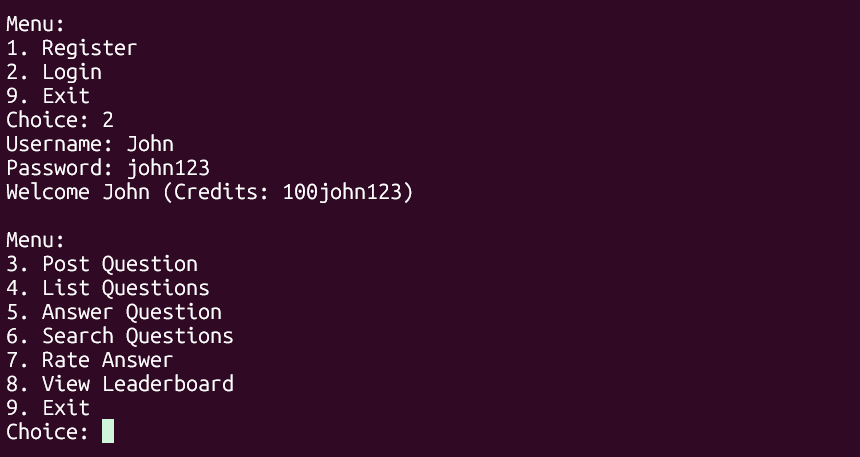 Menu:
1. Register
2. Login
9. Exit
Choice: 2
Username: John
Password: john123
Welcome John (Credits: 100john123)
Menu:
3. Post Question
4. List Questions
5. Answer Question
6. Search Questions
7. Rate Answer
8. View Leaderboard
9. Exit
Choice: